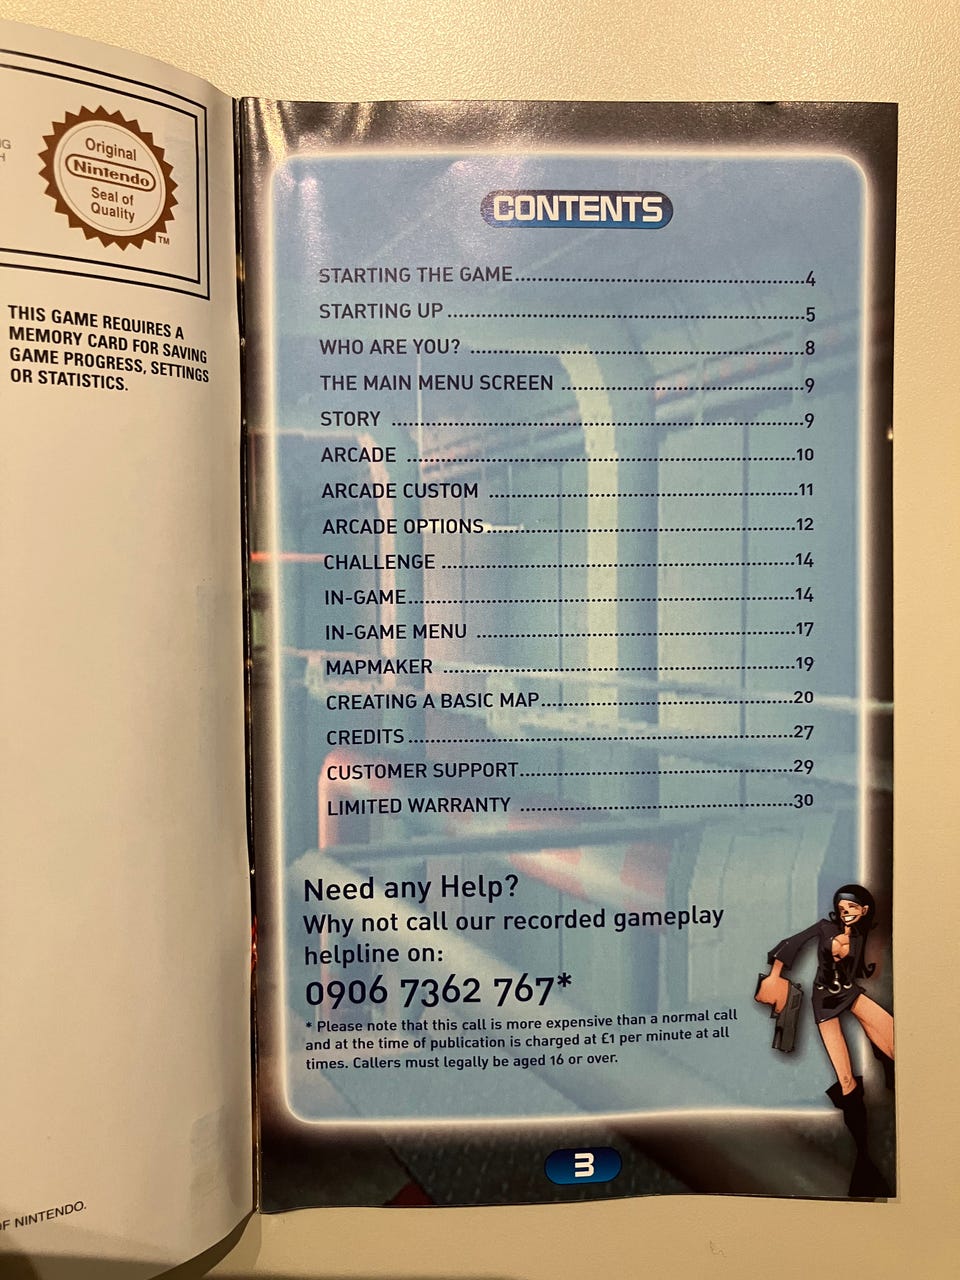 Original
Nintendo
Seal of
Quality
TM
THIS GAME REQUIRES A
MEMORY CARD FOR SAVING
GAME PROGRESS, SETTINGS
OR STATISTICS.
OF NINTENDO.
CONTENTS
STARTING THE GAME.....4
STARTING UP.....5
WHO ARE YOU?.....8
THE MAIN MENU SCREEN.....9
STORY.....9
ARCADE.....10
ARCADE CUSTOM.....11
ARCADE OPTIONS.....12
CHALLENGE.....14
IN-GAME.....14
IN-GAME MENU.....17
MAPMAKER.....19
CREATING A BASIC MAP.....20
CREDITS.....27
CUSTOMER SUPPORT.....29
LIMITED WARRANTY.....30
Need any Help?
Why not call our recorded gameplay
helpline on:
0906 7362 767*
* Please note that this call is more expensive than a normal call
and at the time of publication is charged at £1 per minute at all
times. Callers must legally be aged 16 or over.
3